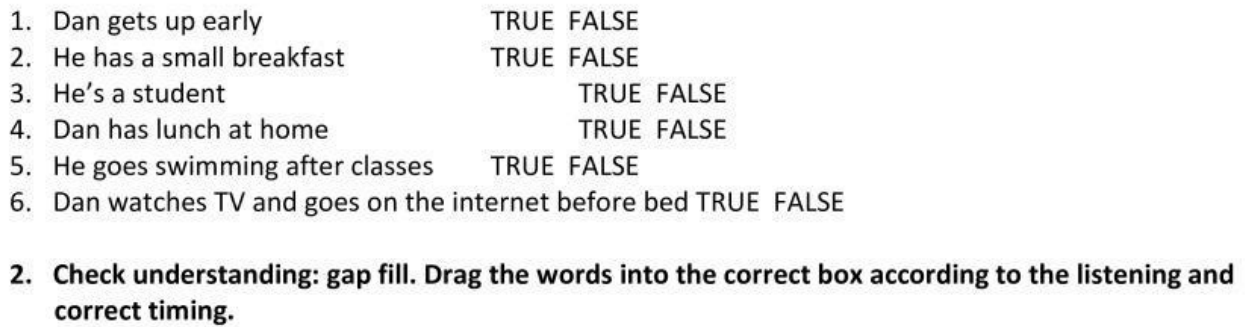 1. Dan gets up early TRUE FALSE
2. He has a small breakfast TRUE FALSE
3. He's a student TRUE FALSE
4. Dan has lunch at home TRUE FALSE
5. He goes swimming after classes TRUE FALSE
6. Dan watches TV and goes on the internet before bed TRUE FALSE
2. Check understanding: gap fill. Drag the words into the correct box according to the listening and
correct timing.